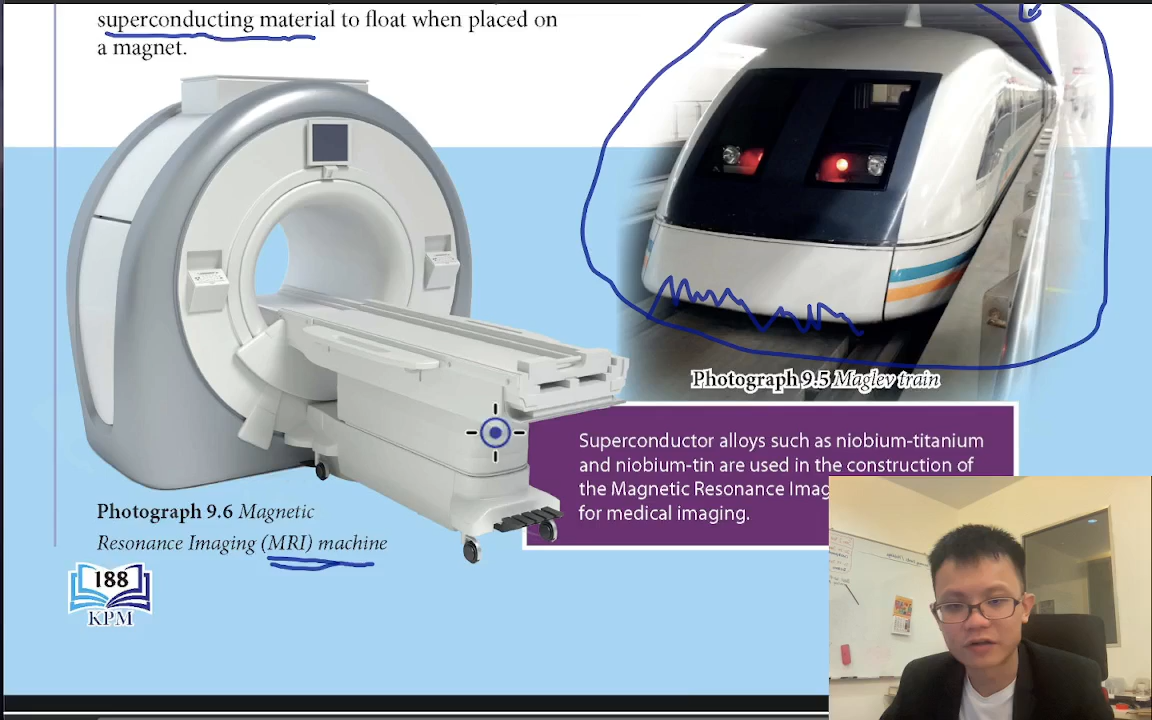 superconducting material to float when placed on
a magnet.
Photograph 9.5 Maglev train
Superconductor alloys such as niobium-titanium
and niobium-tin are used in the construction of
the Magnetic Resonance Imag
for medical imaging.
Photograph 9.6 Magnetic
Resonance Imaging (MRI) machine
188
KPM